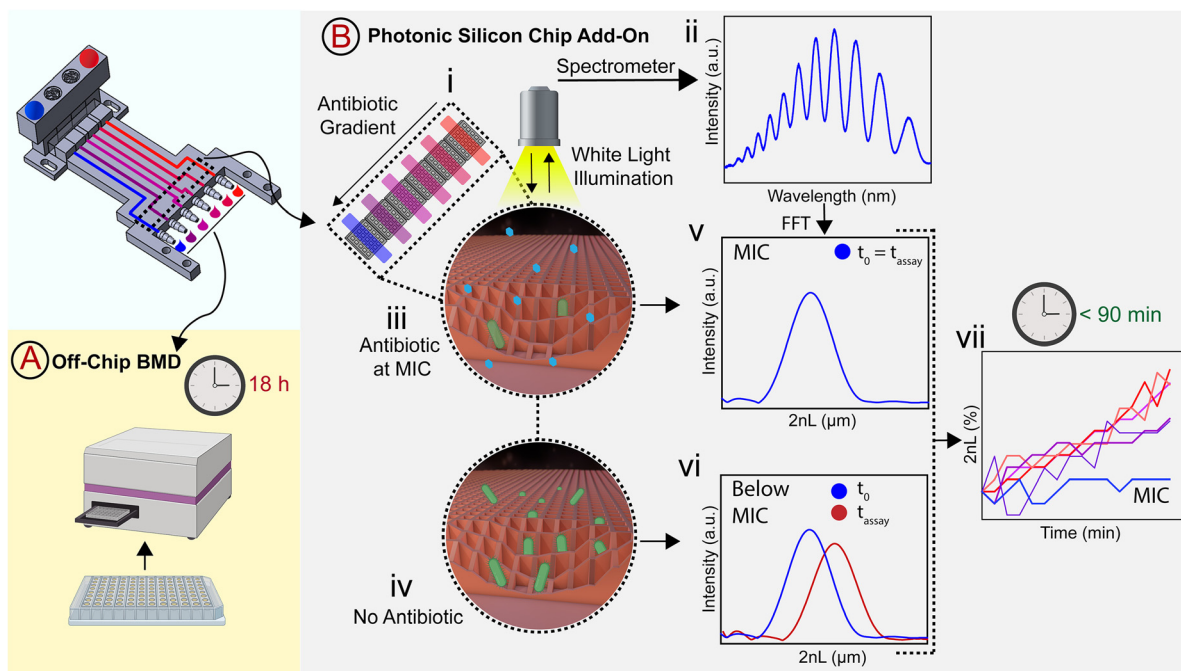 B Photonic Silicon Chip Add-On
i
Antibiotic
Gradient
Spectrometer
White Light
Illumination
ii
Intensity (a.u.)
Wavelength (nm)
FFT
iii
Antibiotic
at MIC
v
MIC
t0 = tassay
Intensity (a.u.)
2nL (µm)
iv
No Antibiotic
vi
Below
MIC
t0
tassay
Intensity (a.u.)
2nL (µm)
< 90 min
vii
2nL (%)
MIC
Time (min)
A Off-Chip BMD
18 h